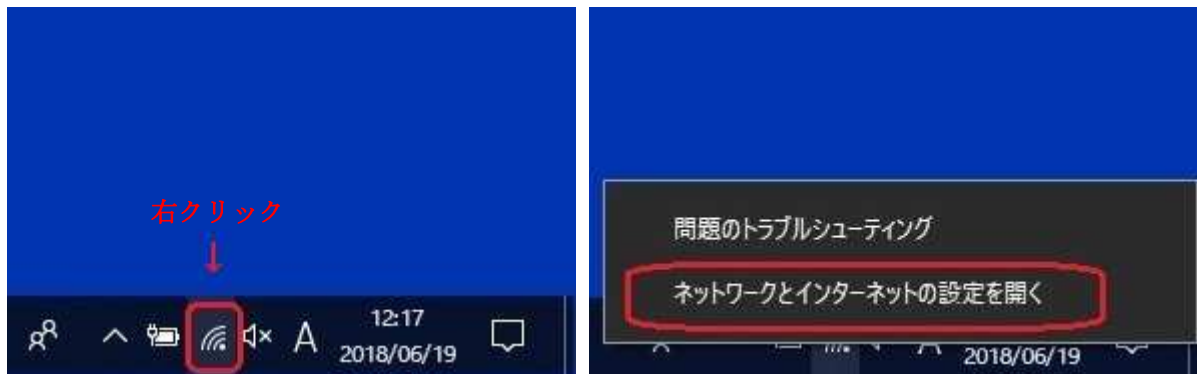 右クリック
↓
A
12:17
2018/06/19
問題のトラブルシューティング
ネットワークとインターネットの設定を開く
A
2018/06/19